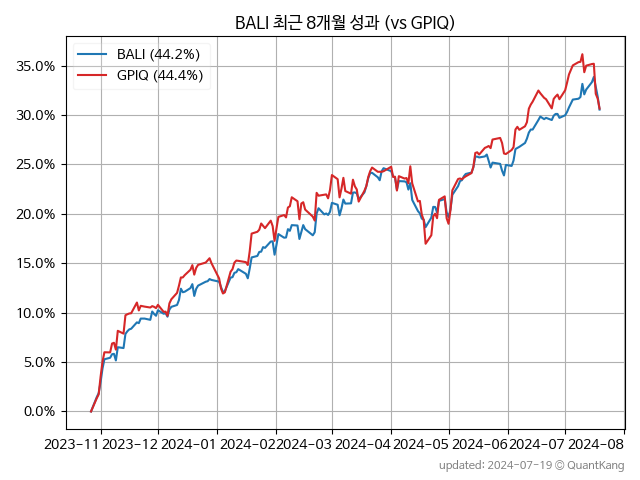 BALI 최근 8개월 성과 (vs GPIQ)
BALI (44.2%)
GPIQ (44.4%)
35.0%
30.0%
25.0%
20.0%
15.0%
10.0%
5.0%
0.0%
2023-11 2023-12 2024-01 2024-02 2024-03 2024-04 2024-05 2024-06 2024-07 2024-08
updated: 2024-07-19 © QuantKang